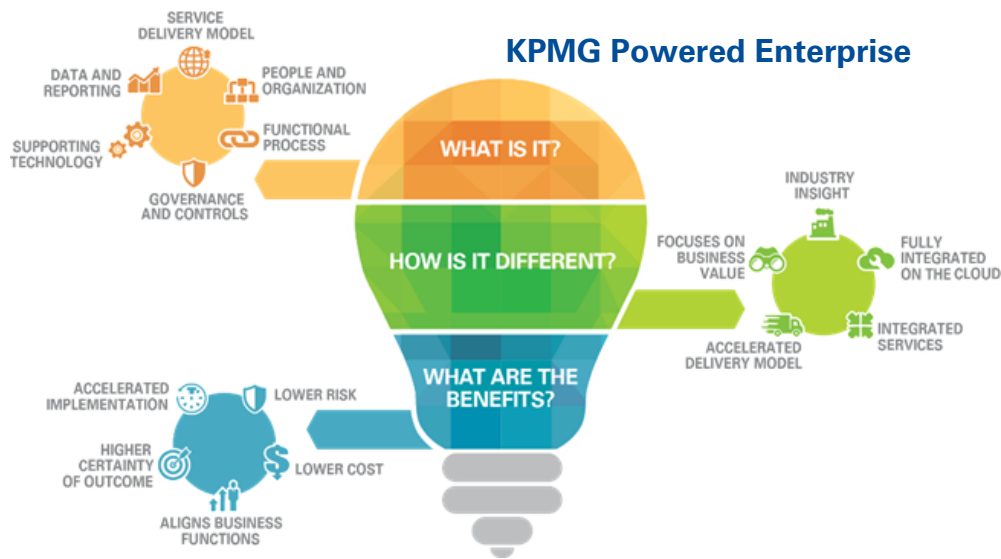 KPMG Powered Enterprise
SERVICE
DELIVERY MODEL
DATA AND
REPORTING
PEOPLE AND
ORGANIZATION
SUPPORTING
TECHNOLOGY
FUNCTIONAL
PROCESS
GOVERNANCE
AND CONTROLS
WHAT IS IT?
HOW IS IT DIFFERENT?
INDUSTRY
INSIGHT
FOCUSES ON
BUSINESS
VALUE
FULLY
INTEGRATED
ON THE CLOUD
ACCELERATED
DELIVERY MODEL
INTEGRATED
SERVICES
WHAT ARE THE
BENEFITS?
ACCELERATED
IMPLEMENTATION
LOWER RISK
HIGHER
CERTAINTY
OF OUTCOME
LOWER COST
ALIGNS BUSINESS
FUNCTIONS